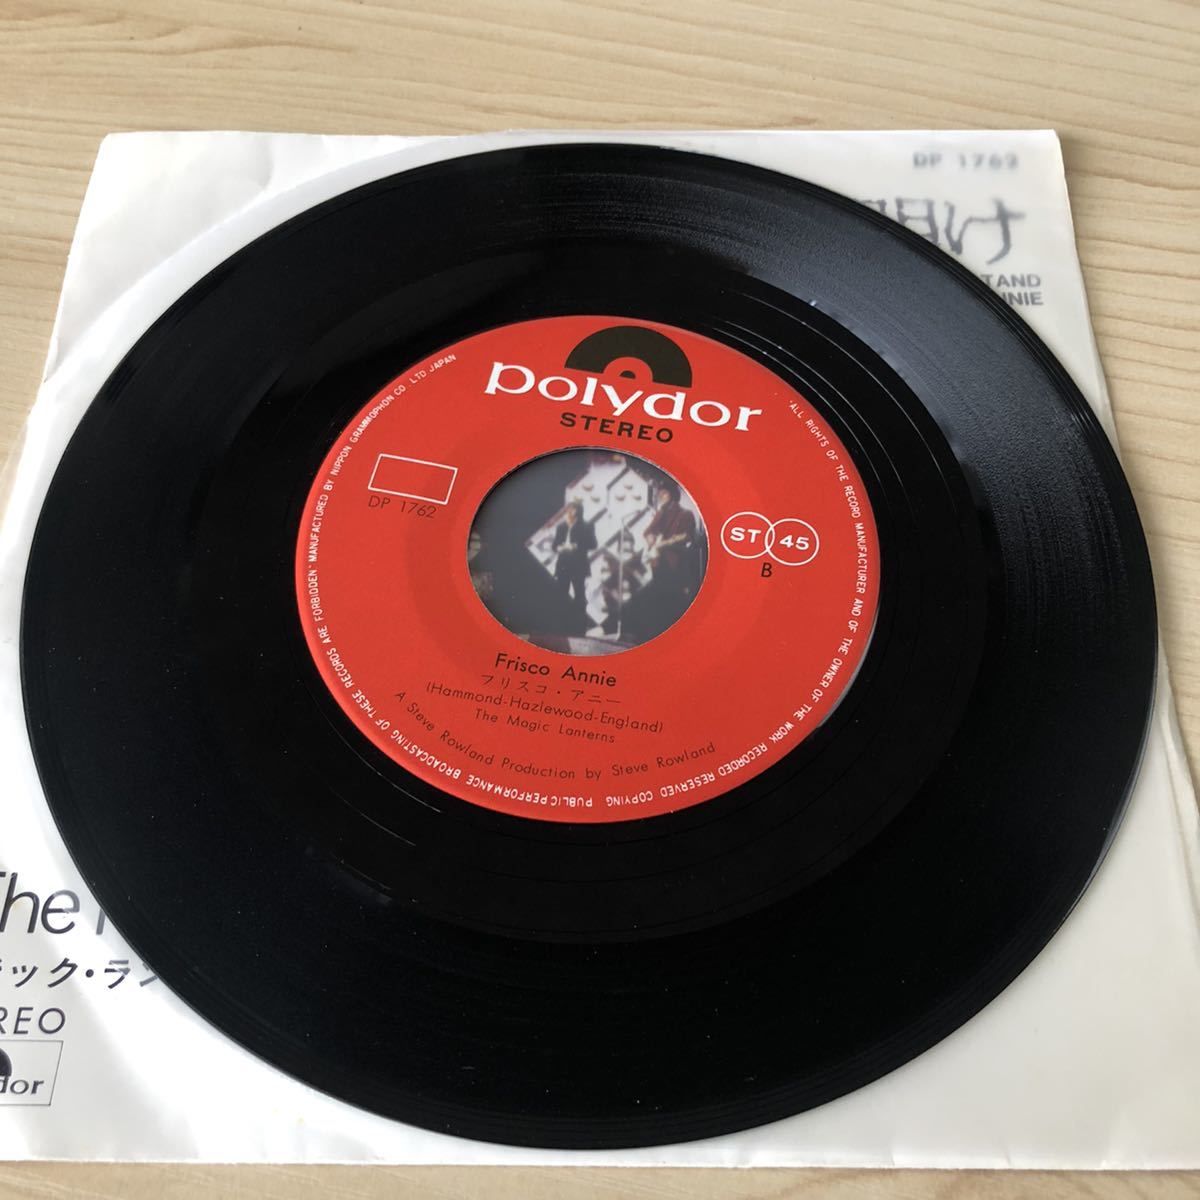 DP 1762
明け
TAND
NNIE
polydor
STEREO
DP 1762
ST 45
B
Frisco Annie
フリスコ・アニー
(Hammond-Hazlewood-England)
The Magic Lanterns
A Steve Rowland Production by Steve Rowland
"ALL RIGHTS OF THE RECORD MANUFACTURER AND OF THE OWNER OF THE WORK RECORDED RESERVED COPYING PUBLIC PERFORMANCE BROADCASTING OF THESE RECORDS ARE FORBIDDEN" MANUFACTURED BY NIPPON GRAMMOPHON CO., LTD. JAPAN
The
ジック・ラン
REO
dor